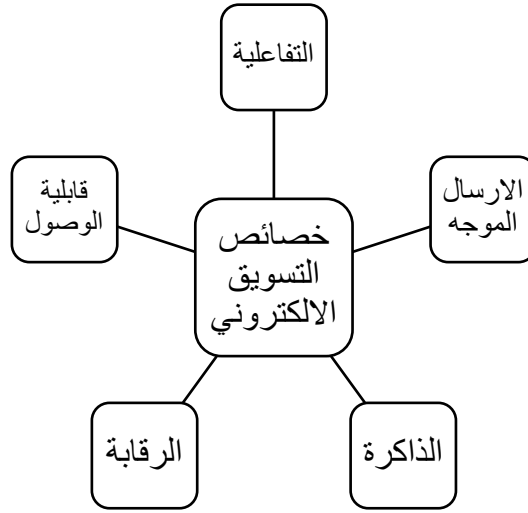 التفاعلية
الارسال
الموجه
الذاكرة
الرقابة
قابلية
الوصول
خصائص
التسويق
الالكتروني